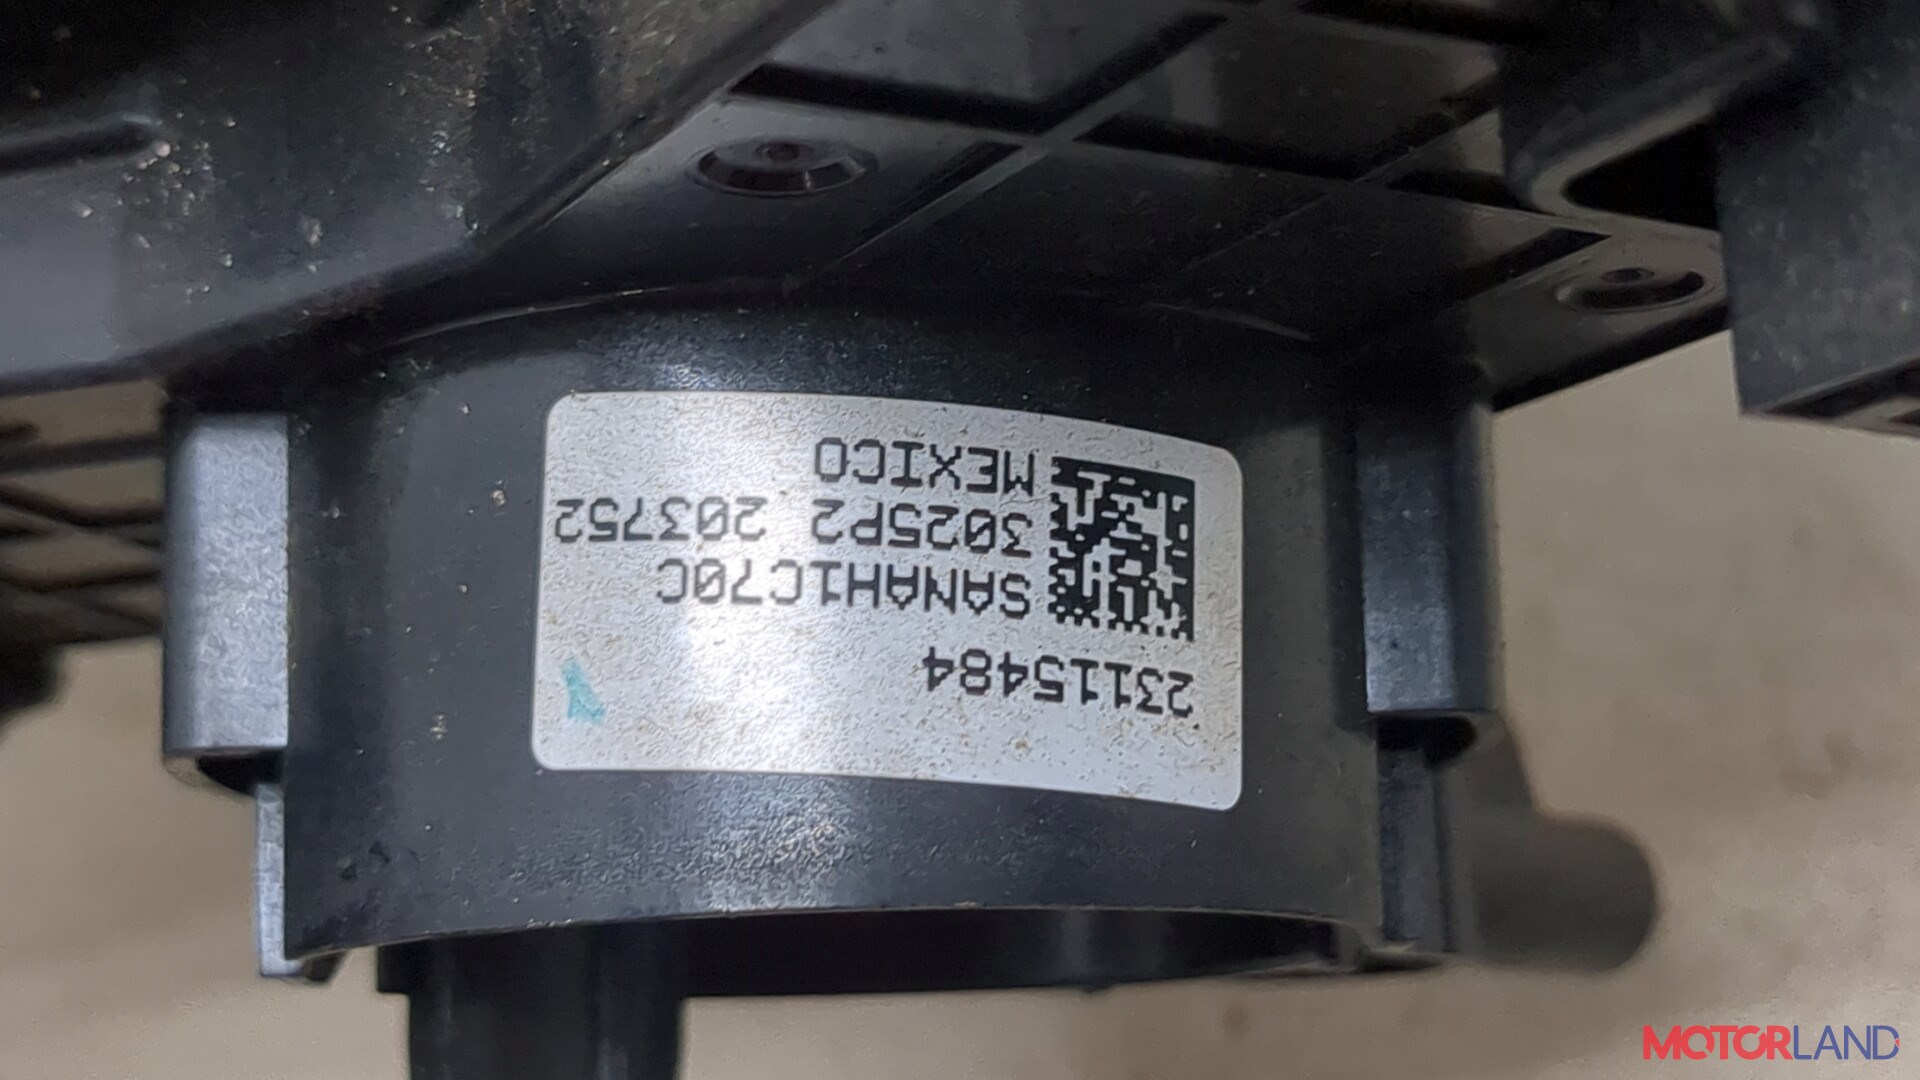 23115484
SANAH1C70C
3025P2 203752
MEXICO
MOTORLAND